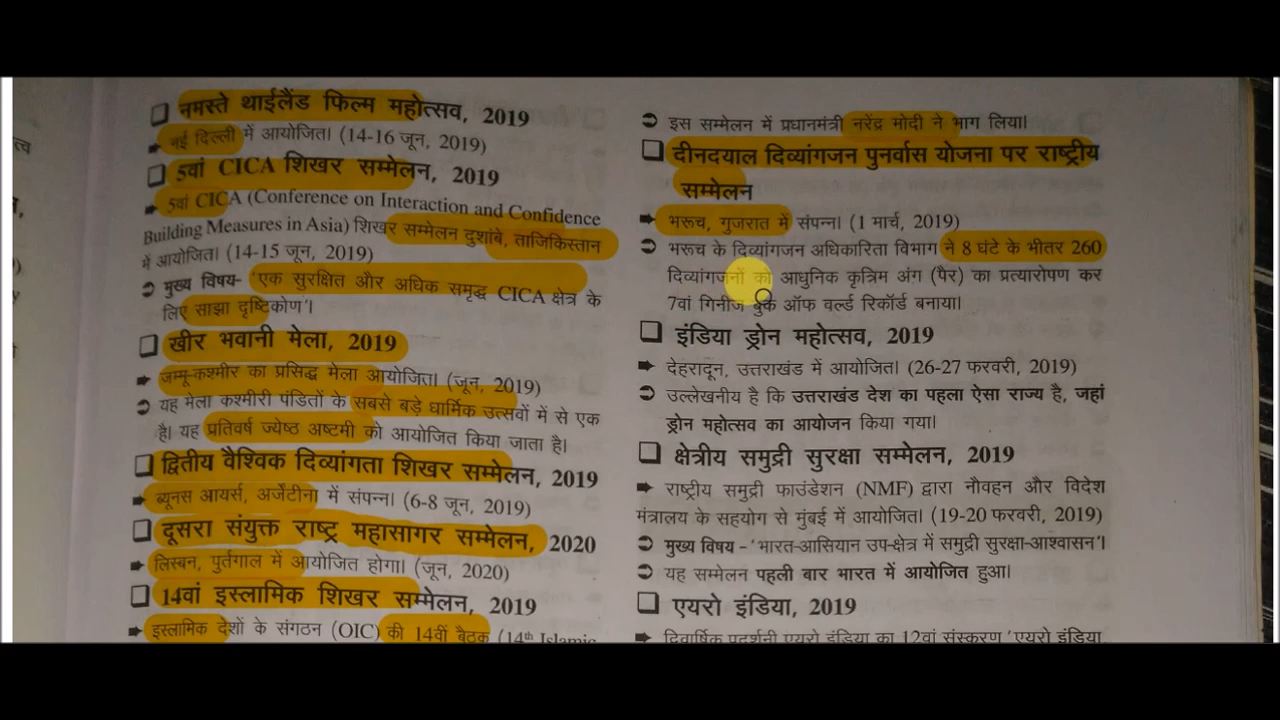 ❑ नमस्ते थाईलैंड फिल्म महोत्सव, 2019
➨ नई दिल्ली में आयोजित। (14-16 जून, 2019)
❑ 5वां CICA शिखर सम्मेलन, 2019
➨ 5वां CICA (Conference on Interaction and Confidence
Building Measures in Asia) शिखर सम्मेलन दुशांबे, ताजिकिस्तान
में आयोजित। (14-15 जून, 2019)
➲ मुख्य विषय- 'एक सुरक्षित और अधिक समृद्ध CICA क्षेत्र के
लिए साझा दृष्टिकोण'।
❑ खीर भवानी मेला, 2019
➨ जम्मू-कश्मीर का प्रसिद्ध मेला आयोजित। (जून, 2019)
➲ यह मेला कश्मीरी पंडितों के सबसे बड़े धार्मिक उत्सवों में से एक
है। यह प्रतिवर्ष ज्येष्ठ अष्टमी को आयोजित किया जाता है।
❑ द्वितीय वैश्विक दिव्यांगता शिखर सम्मेलन, 2019
➨ ब्यूनस आयर्स, अर्जेंटीना में संपन्न। (6-8 जून, 2019)
❑ दूसरा संयुक्त राष्ट्र महासागर सम्मेलन, 2020
➨ लिस्बन, पुर्तगाल में आयोजित होगा। (जून, 2020)
❑ 14वां इस्लामिक शिखर सम्मेलन, 2019
➨ इस्लामिक देशों के संगठन (OIC) की 14वीं बैठक (14th Islamic
➲ इस सम्मेलन में प्रधानमंत्री नरेंद्र मोदी ने भाग लिया।
❑ दीनदयाल दिव्यांगजन पुनर्वास योजना पर राष्ट्रीय
सम्मेलन
➨ भरूच, गुजरात में संपन्न। (1 मार्च, 2019)
➲ भरूच के दिव्यांगजन अधिकारिता विभाग ने 8 घंटे के भीतर 260
दिव्यांगजनों को आधुनिक कृत्रिम अंग (पैर) का प्रत्यारोपण कर
7वां गिनीज बुक ऑफ वर्ल्ड रिकॉर्ड बनाया।
❑ इंडिया ड्रोन महोत्सव, 2019
➨ देहरादून, उत्तराखंड में आयोजित। (26-27 फरवरी, 2019)
➲ उल्लेखनीय है कि उत्तराखंड देश का पहला ऐसा राज्य है, जहां
ड्रोन महोत्सव का आयोजन किया गया।
❑ क्षेत्रीय समुद्री सुरक्षा सम्मेलन, 2019
➨ राष्ट्रीय समुद्री फाउंडेशन (NMF) द्वारा नौवहन और विदेश
मंत्रालय के सहयोग से मुंबई में आयोजित। (19-20 फरवरी, 2019)
➲ मुख्य विषय - 'भारत-आसियान उप-क्षेत्र में समुद्री सुरक्षा-आश्वासन'।
➲ यह सम्मेलन पहली बार भारत में आयोजित हुआ।
❑ एयरो इंडिया, 2019
➨ द्विवार्षिक प्रदर्शनी एयरो इंडिया का 12वां संस्करण 'एयरो इंडिया